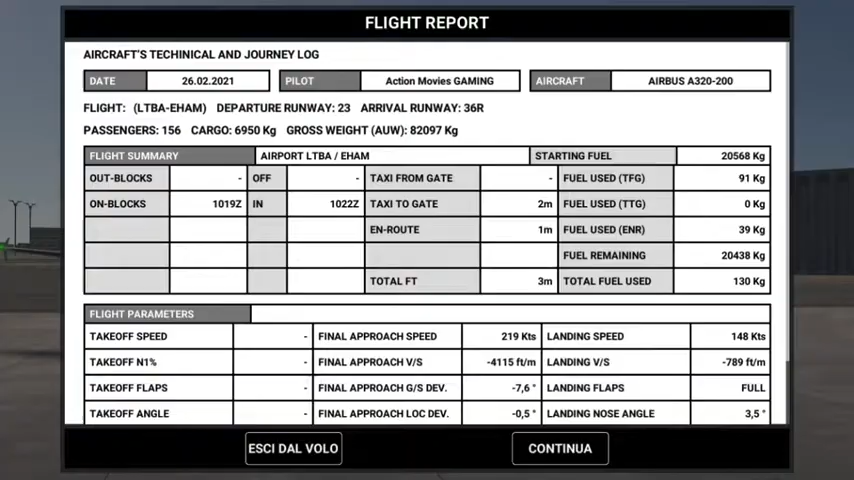 FLIGHT REPORT
AIRCRAFT'S TECHINICAL AND JOURNEY LOG
DATE 26.02.2021 PILOT Action Movies GAMING AIRCRAFT AIRBUS A320-200
FLIGHT: (LTBA-EHAM) DEPARTURE RUNWAY: 23 ARRIVAL RUNWAY: 36R
PASSENGERS: 156 CARGO: 6950 Kg GROSS WEIGHT (AUW): 82097 Kg
FLIGHT SUMMARY AIRPORT LTBA / EHAM STARTING FUEL 20568 Kg
OUT-BLOCKS - OFF - TAXI FROM GATE - FUEL USED (TFG) 91 Kg
ON-BLOCKS 1019Z IN 1022Z TAXI TO GATE 2m FUEL USED (TTG) 0 Kg
EN-ROUTE 1m FUEL USED (ENR) 39 Kg
FUEL REMAINING 20438 Kg
TOTAL FT 3m TOTAL FUEL USED 130 Kg
FLIGHT PARAMETERS
TAKEOFF SPEED - FINAL APPROACH SPEED 219 Kts LANDING SPEED 148 Kts
TAKEOFF N1% - FINAL APPROACH V/S -4115 ft/m LANDING V/S -789 ft/m
TAKEOFF FLAPS - FINAL APPROACH G/S DEV. -7,6 ° LANDING FLAPS FULL
TAKEOFF ANGLE - FINAL APPROACH LOC DEV. -0,5 ° LANDING NOSE ANGLE 3,5 °
ESCI DAL VOLO CONTINUA